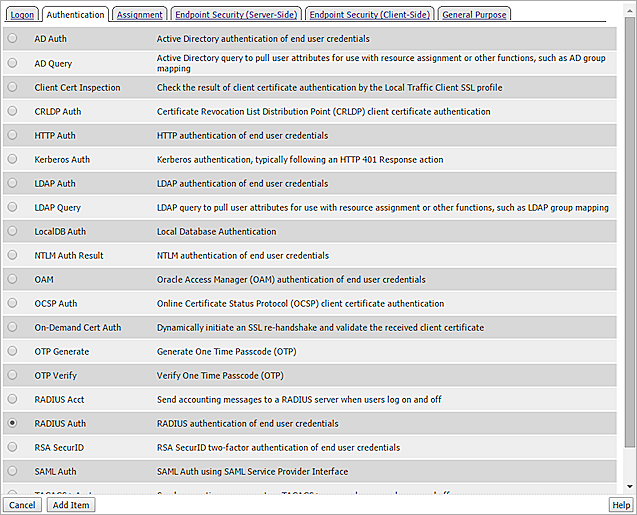 Logon Authentication Assignment Endpoint Security (Server-Side) Endpoint Security (Client-Side) General Purpose
AD Auth Active Directory authentication of end user credentials
AD Query Active Directory query to pull user attributes for use with resource assignment or other functions, such as AD group
mapping
Client Cert Inspection Check the result of client certificate authentication by the Local Traffic Client SSL profile
CRLDP Auth Certificate Revocation List Distribution Point (CRLDP) client certificate authentication
HTTP Auth HTTP authentication of end user credentials
Kerberos Auth Kerberos authentication, typically following an HTTP 401 Response action
LDAP Auth LDAP authentication of end user credentials
LDAP Query LDAP query to pull user attributes for use with resource assignment or other functions, such as LDAP group mapping
LocalDB Auth Local Database Authentication
NTLM Auth Result NTLM authentication of end user credentials
OAM Oracle Access Manager (OAM) authentication of end user credentials
OCSP Auth Online Certificate Status Protocol (OCSP) client certificate authentication
On-Demand Cert Auth Dynamically initiate an SSL re-handshake and validate the received client certificate
OTP Generate Generate One Time Passcode (OTP)
OTP Verify Verify One Time Passcode (OTP)
RADIUS Acct Send accounting messages to a RADIUS server when users log on and off
RADIUS Auth RADIUS authentication of end user credentials
RSA SecurID RSA SecurID two-factor authentication of end user credentials
SAML Auth SAML Auth using SAML Service Provider Interface
Cancel Add Item Help